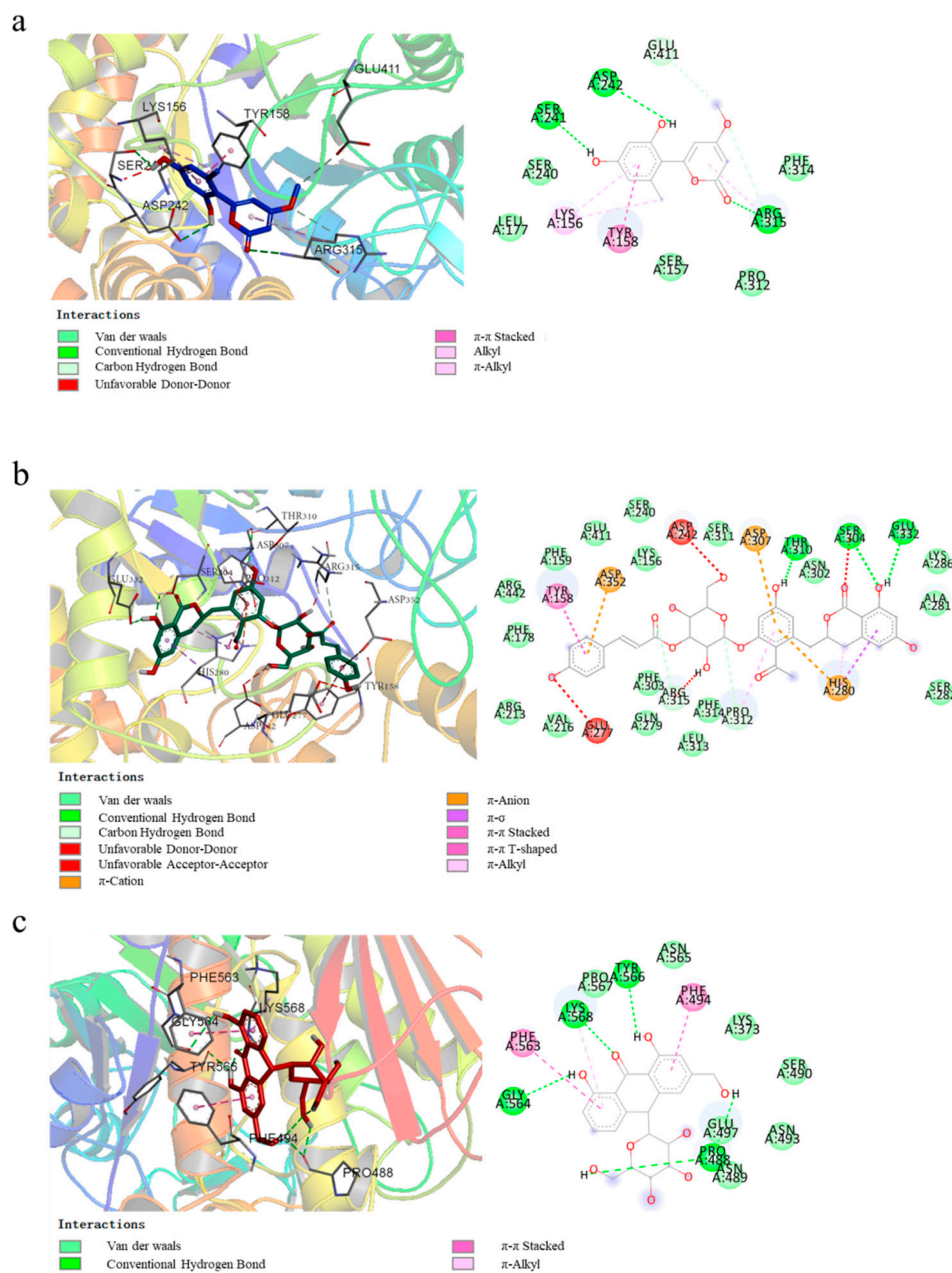 a
GLU411
LYS156
TYR158
SER2
ASP242
ARG315
GLU
A:411
ASP
A:242
SER
A:241
H
O
H
O
SER
A:240
H
O
O
PHE
A:314
LEU
A:177
LYS
A:156
TYR
A:158
O
O
ARG
A:315
SER
A:157
PRO
A:312
Interactions
Van der waals
Conventional Hydrogen Bond
Carbon Hydrogen Bond
Unfavorable Donor-Donor
π-π Stacked
Alkyl
π-Alkyl
b
THR310
ASP307
GLU332
SER304
PRO312
ARG315
ASP352
HIS280
TYR158
GLU277
SER
A:240
GLU
A:411
ASP
A:242
SER
A:311
ASP
A:307
THR
A:310
SER
A:304
GLU
A:332
PHE
A:159
LYS
A:156
ASN
A:302
LYS
A:286
ARG
A:442
TYR
A:158
ASP
A:352
ALA
A:281
PHE
A:178
PHE
A:303
ARG
A:315
PHE
A:314
PRO
A:312
HIS
A:280
SER
A:282
ARG
A:213
VAL
A:216
GLU
A:277
GLN
A:279
LEU
A:313
Interactions
Van der waals
Conventional Hydrogen Bond
Carbon Hydrogen Bond
Unfavorable Donor-Donor
Unfavorable Acceptor-Acceptor
π-Cation
π-Anion
π-σ
π-π Stacked
π-π T-shaped
π-Alkyl
c
PHE563
LYS568
GLY564
TYR566
PHE494
PRO488
ASN
A:565
TYR
A:566
PRO
A:567
PHE
A:494
LYS
A:568
LYS
A:373
PHE
A:563
SER
A:490
GLY
A:564
GLU
A:497
ASN
A:493
PRO
A:488
ASN
A:489
Interactions
Van der waals
Conventional Hydrogen Bond
π-π Stacked
π-Alkyl